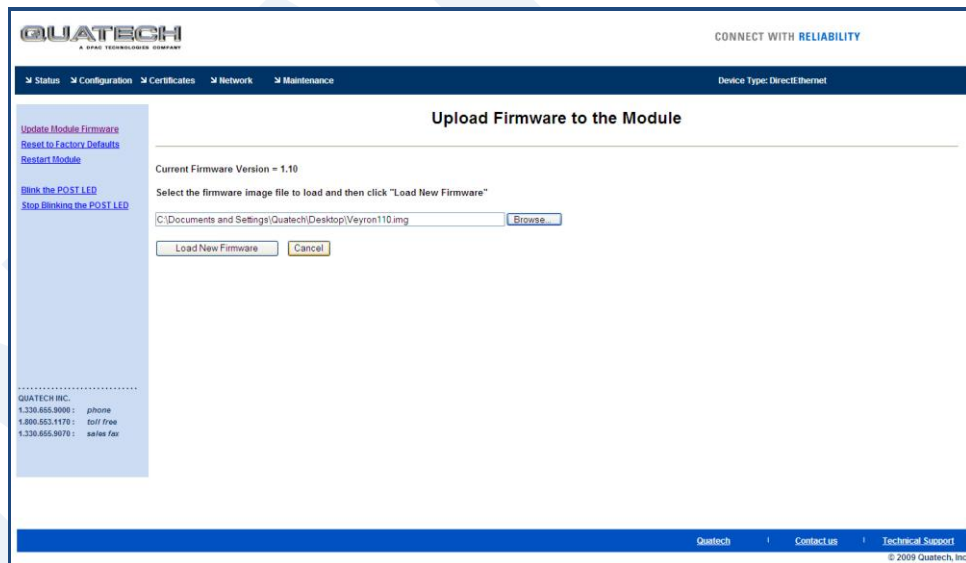 QUATECH
A DPAC TECHNOLOGIES COMPANY
CONNECT WITH RELIABILITY
Status Configuration Certificates Network Maintenance
Device Type: DirectEthernet
Update Module Firmware
Reset to Factory Defaults
Restart Module
Blink the POST LED
Stop Blinking the POST LED
QUATECH INC.
1.330.655.9000 : phone
1.800.553.1170 : toll free
1.330.655.9070 : sales fax
Upload Firmware to the Module
Current Firmware Version = 1.10
Select the firmware image file to load and then click "Load New Firmware"
C:\Documents and Settings\Quatech\Desktop\Veyron110.img Browse...
Load New Firmware Cancel
Quatech | Contact us | Technical Support
© 2009 Quatech, Inc